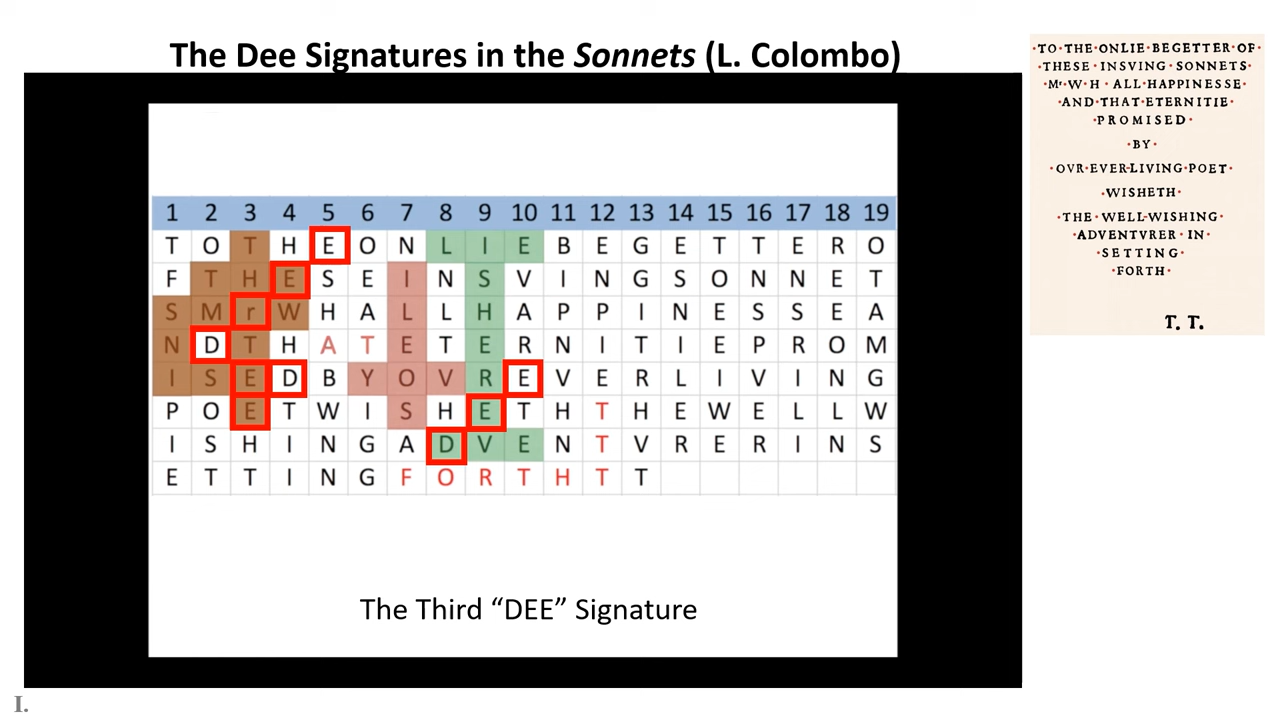 The Dee Signatures in the Sonnets (L. Colombo)
1 2 3 4 5 6 7 8 9 10 11 12 13 14 15 16 17 18 19
T O T H E O N L I E B E G E T T E R O
F T H E S E I N S V I N G S O N N E T
S M r W H A L L H A P P I N E S S E A
N D T H A T E T E R N I T I E P R O M
I S E D B Y O V R E V E R L I V I N G
P O E T W I S H E T H T H E W E L L W
I S H I N G A D V E N T V R E R I N S
E T T I N G F O R T H T T
The Third “DEE” Signature
·TO·THE·ONLIE·BEGETTER·OF·
THESE·INSVING·SONNETS·
Mr·W·H·ALL·HAPPINESSE·
·AND·THAT·ETERNITIE·
·PROMISED·
·BY·
·OVR·EVER-LIVING·POET·
·WISHETH·
·THE·WELL-WISHING·
·ADVENTVRER·IN·
·SETTING·
·FORTH·
T. T.
I.